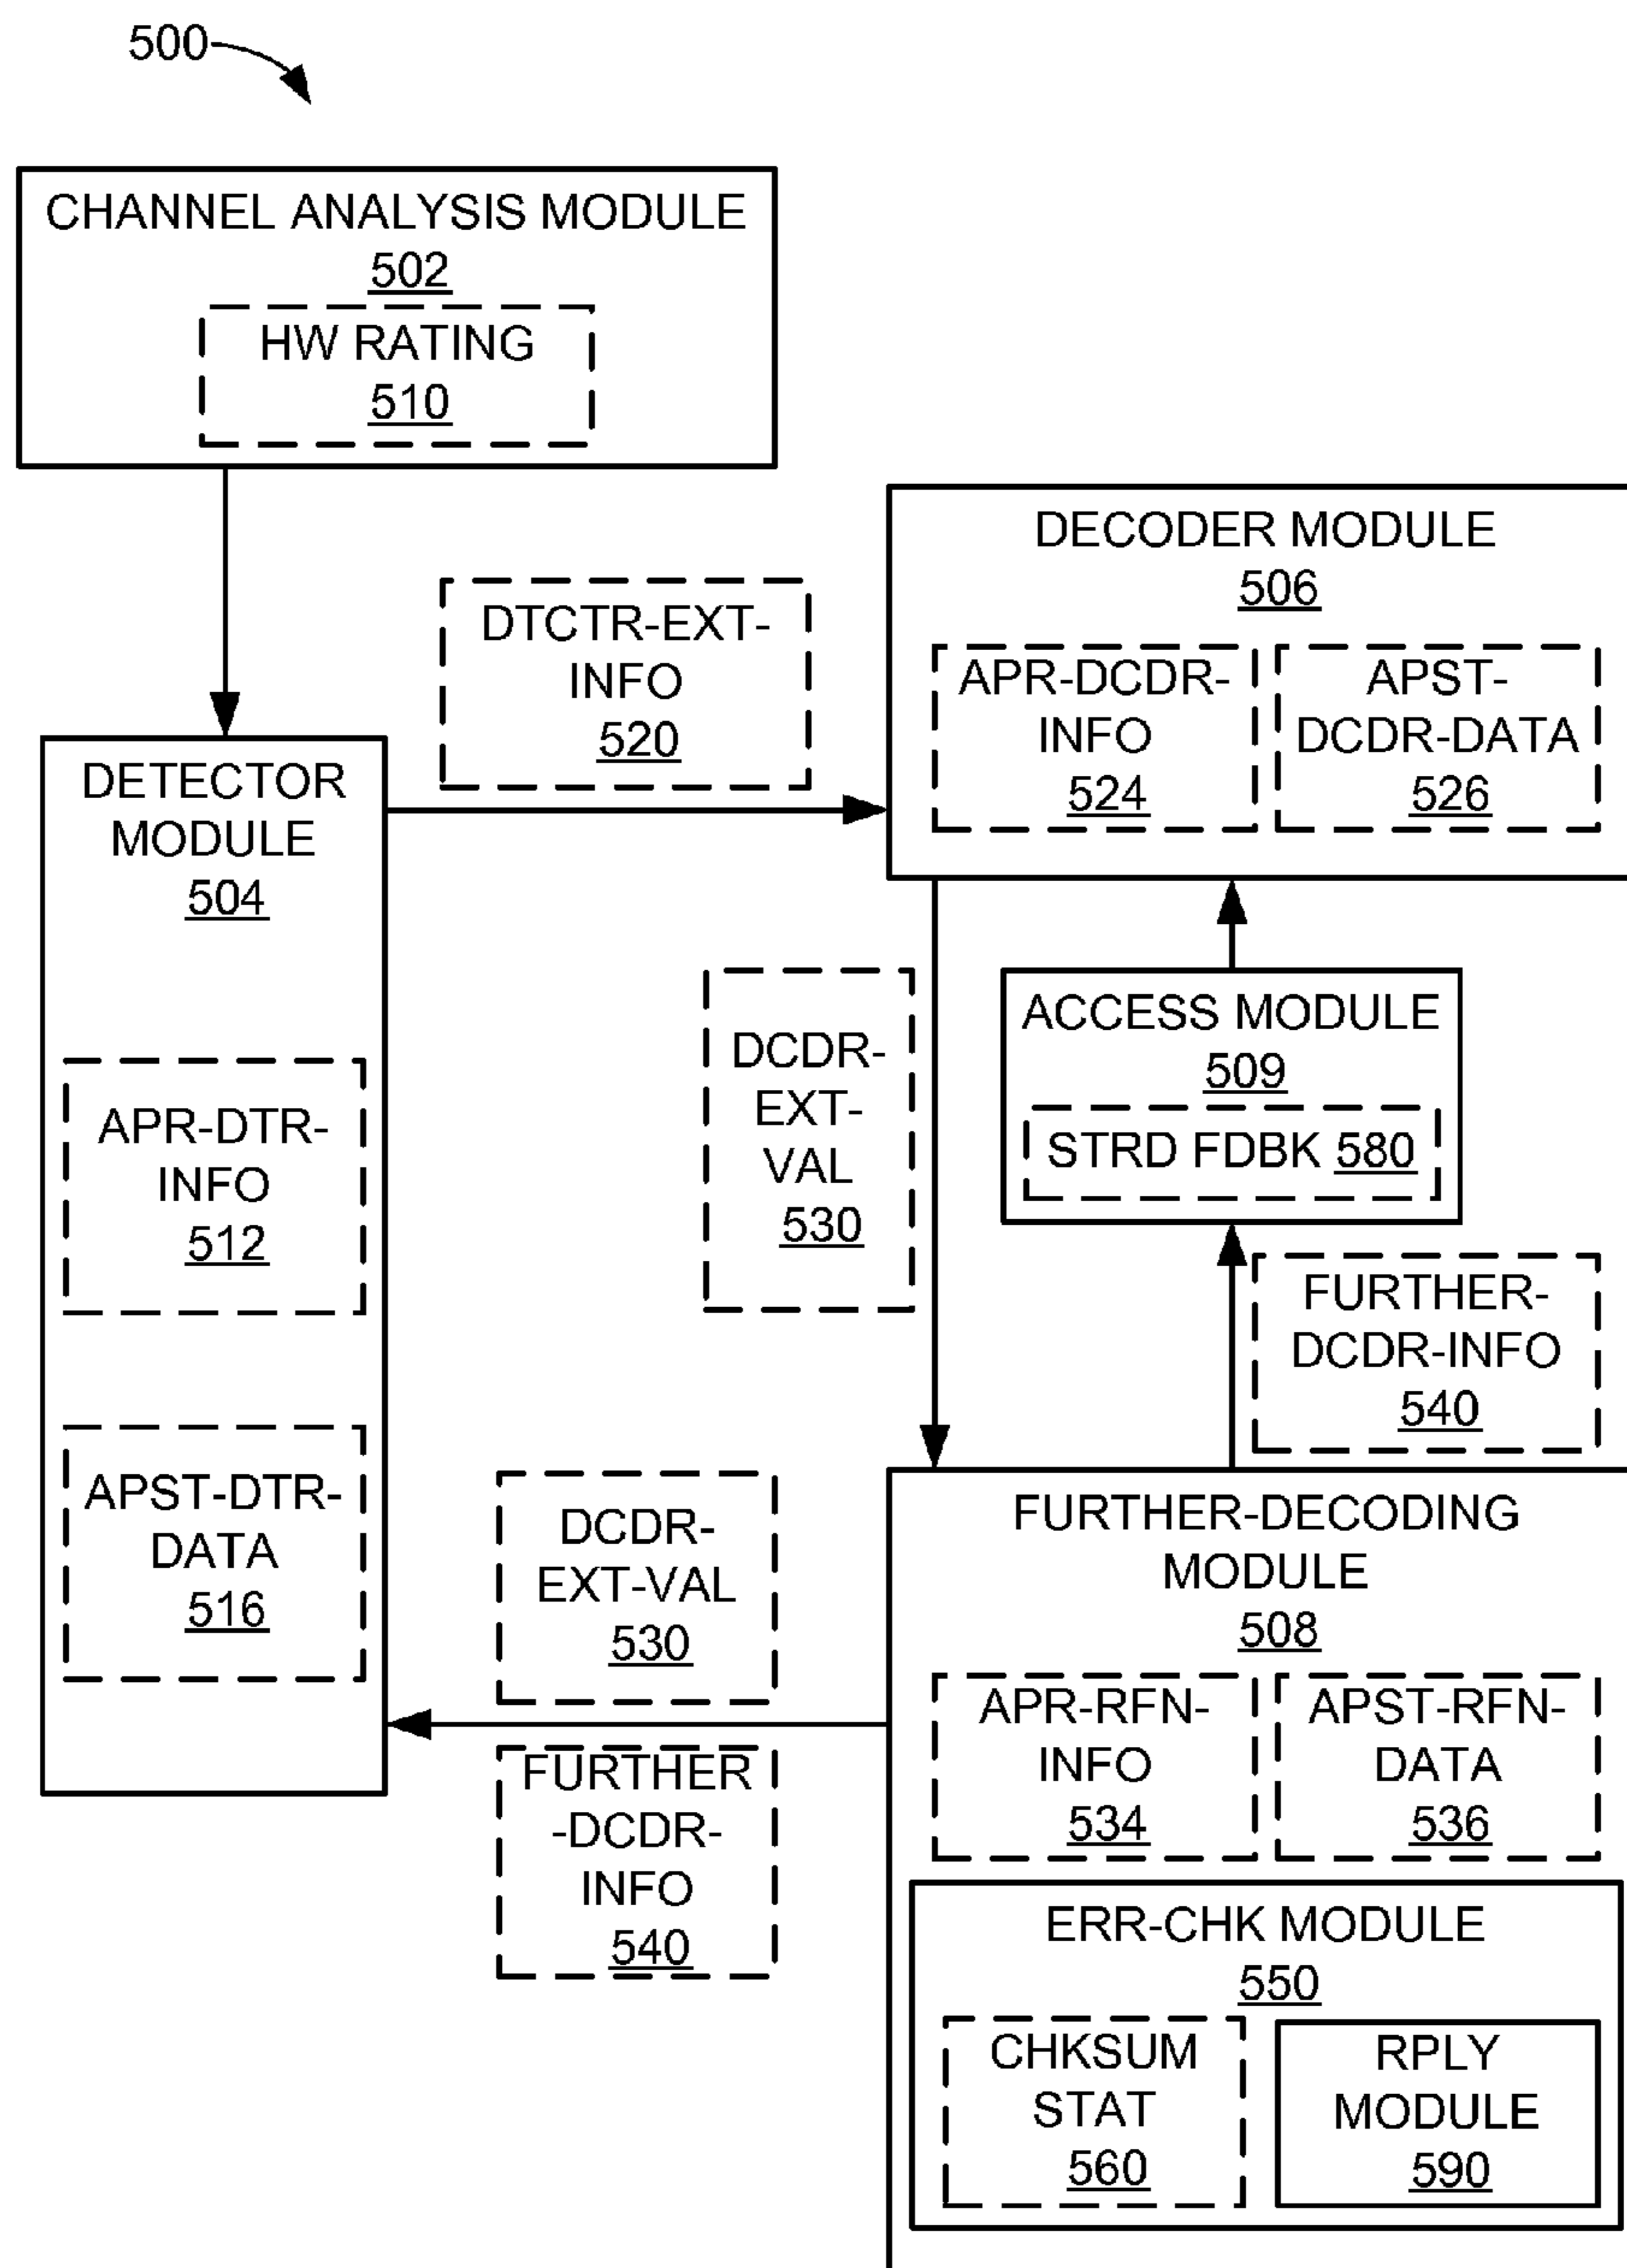 500
CHANNEL ANALYSIS MODULE
502
HW RATING
510
DECODER MODULE
506
APR-DCDR-
INFO
524
APST-
DCDR-DATA
526
DTCTR-EXT-
INFO
520
DETECTOR
MODULE
504
APR-DTR-
INFO
512
APST-DTR-
DATA
516
DCDR-
EXT-
VAL
530
ACCESS MODULE
509
STRD FDBK 580
FURTHER-
DCDR-INFO
540
DCDR-
EXT-VAL
530
FURTHER
-DCDR-
INFO
540
FURTHER-DECODING
MODULE
508
APR-RFN-
INFO
534
APST-RFN-
DATA
536
ERR-CHK MODULE
550
CHKSUM
STAT
560
RPLY
MODULE
590